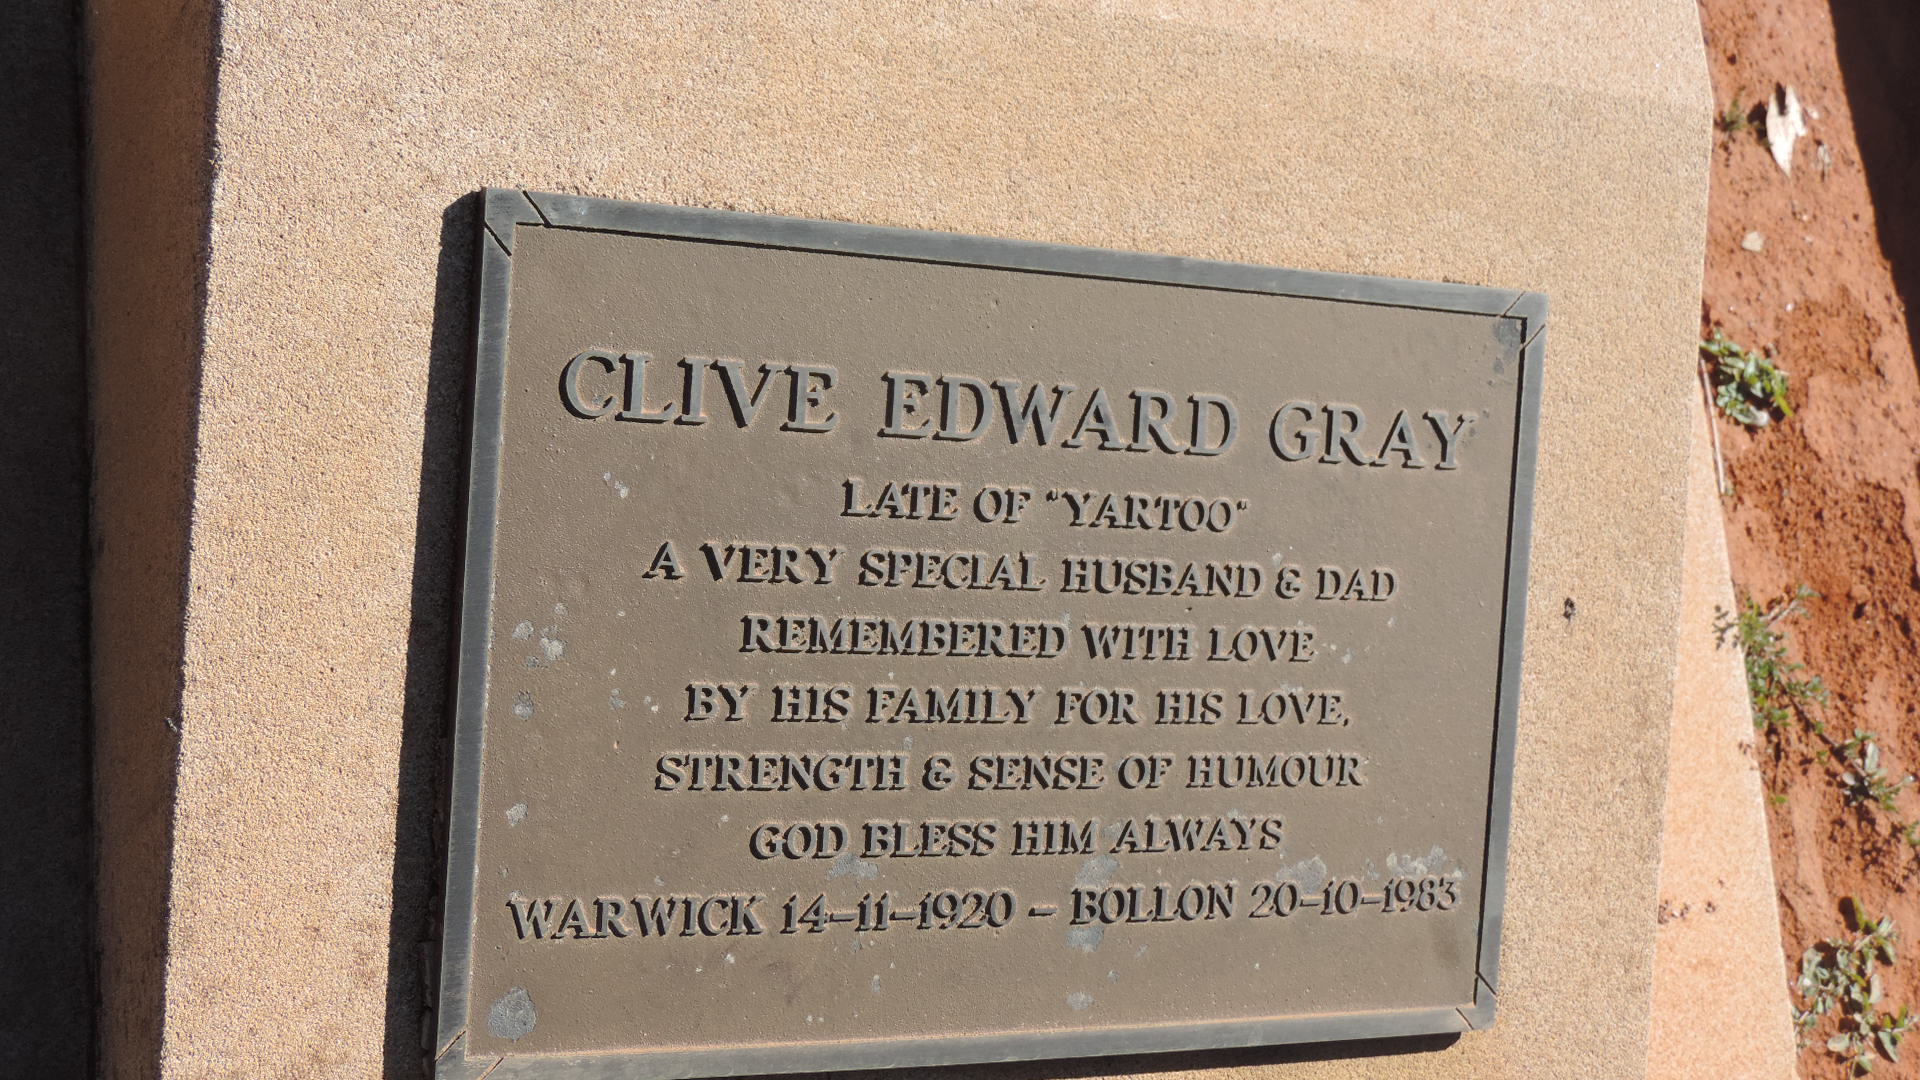 CLIVE EDWARD GRAY
LATE OF "YARTOO"
A VERY SPECIAL HUSBAND & DAD
REMEMBERED WITH LOVE
BY HIS FAMILY FOR HIS LOVE,
STRENGTH & SENSE OF HUMOUR
GOD BLESS HIM ALWAYS
WARWICK 14-11-1920 - BOLLON 20-10-1983